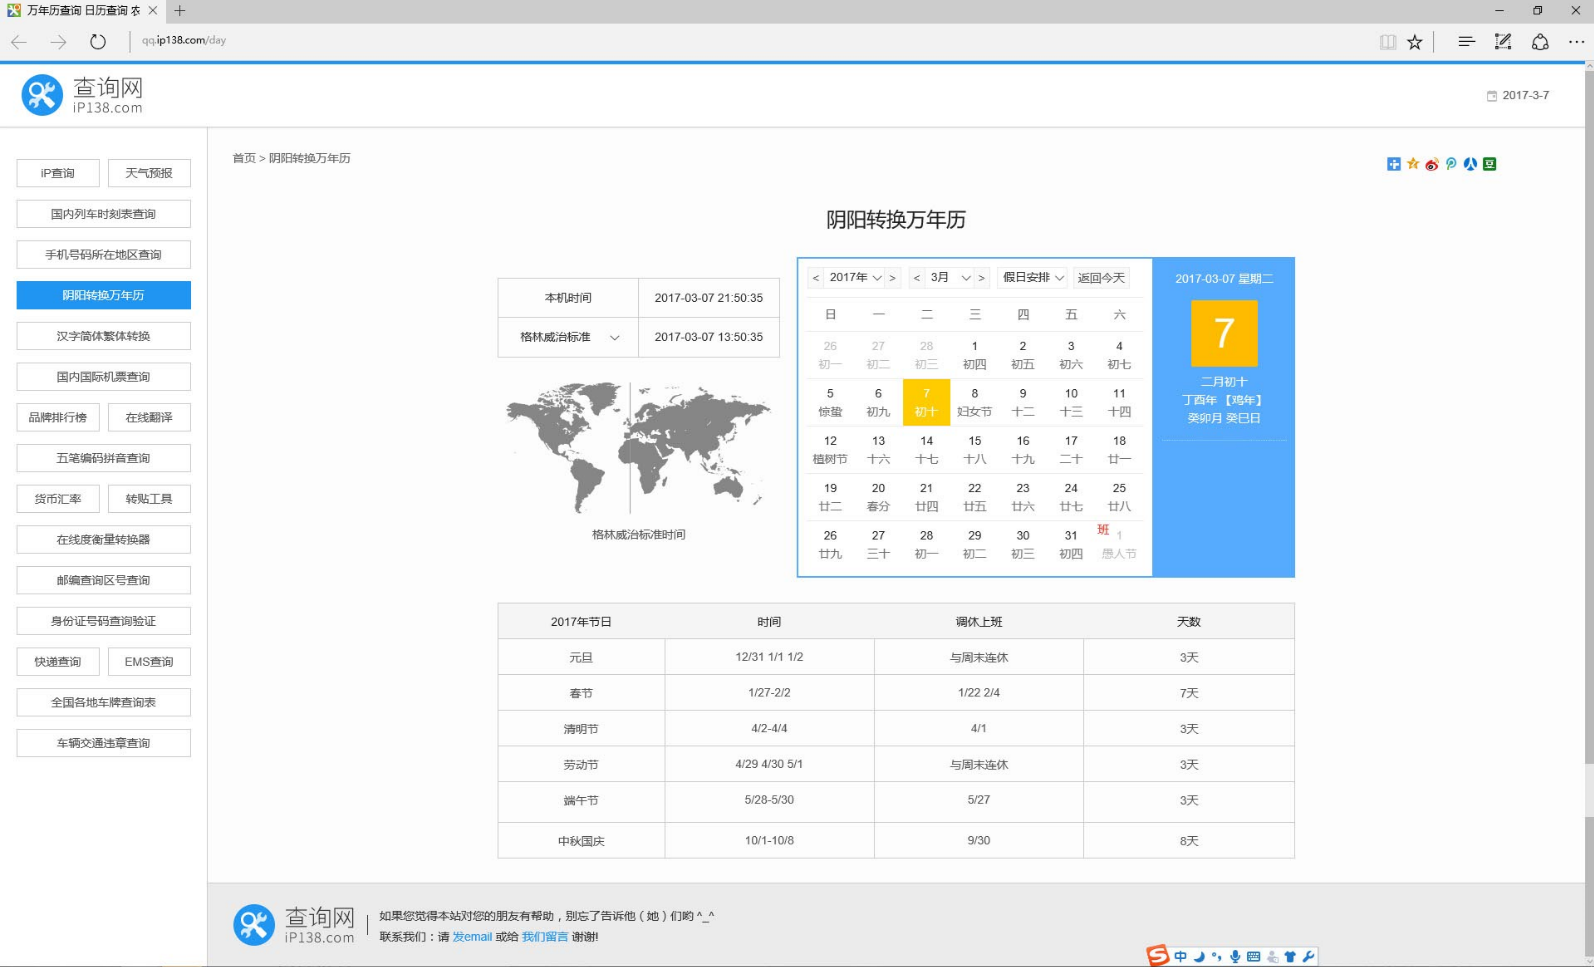 万年历查询 日历查询 农
qq.ip138.com/day
查询网
iP138.com
2017-3-7
iP查询 天气预报
国内列车时刻表查询
手机号码所在地区查询
阴阳转换万年历
汉字简体繁体转换
国内国际机票查询
品牌排行榜 在线翻译
五笔编码拼音查询
货币汇率 转贴工具
在线度衡量转换器
邮编查询区号查询
身份证号码查询验证
快递查询 EMS查询
全国各地车牌查询表
车辆交通违章查询
首页 > 阴阳转换万年历
阴阳转换万年历
本机时间 2017-03-07 21:50:35
格林威治标准 2017-03-07 13:50:35
格林威治标准时间
< 2017年 > < 3月 > 假日安排 返回今天
日 一 二 三 四 五 六
26 27 28 1 2 3 4
初一 初二 初三 初四 初五 初六 初七
5 6 7 8 9 10 11
惊蛰 初九 初十 妇女节 十二 十三 十四
12 13 14 15 16 17 18
植树节 十六 十七 十八 十九 二十 廿一
19 20 21 22 23 24 25
廿二 春分 廿四 廿五 廿六 廿七 廿八
26 27 28 29 30 31 班 1
廿九 三十 初一 初二 初三 初四 愚人节
2017-03-07 星期二
7
二月初十
丁酉年 【鸡年】
癸卯月 癸巳日
2017年节日 时间 调休上班 天数
元旦 12/31 1/1 1/2 与周末连休 3天
春节 1/27-2/2 1/22 2/4 7天
清明节 4/2-4/4 4/1 3天
劳动节 4/29 4/30 5/1 与周末连休 3天
端午节 5/28-5/30 5/27 3天
中秋国庆 10/1-10/8 9/30 8天
查询网
iP138.com
如果您觉得本站对您的朋友有帮助，别忘了告诉他（她）们哟 ^_^
联系我们：请 发email 或给 我们留言 谢谢!
中